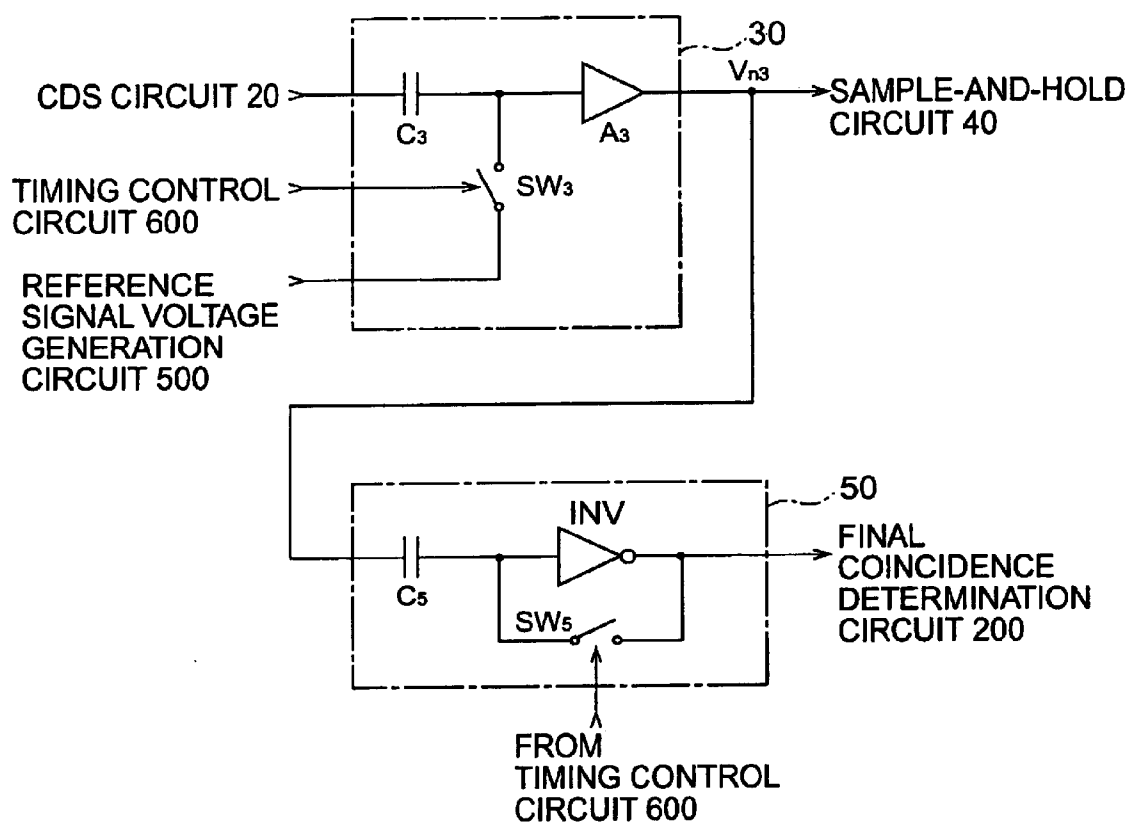 30
Vn3
CDS CIRCUIT 20
SAMPLE-AND-HOLD
CIRCUIT 40
C3
A3
TIMING CONTROL
CIRCUIT 600
SW3
REFERENCE
SIGNAL VOLTAGE
GENERATION
CIRCUIT 500
50
INV
FINAL
COINCIDENCE
DETERMINATION
CIRCUIT 200
C5
SW5
FROM
TIMING CONTROL
CIRCUIT 600